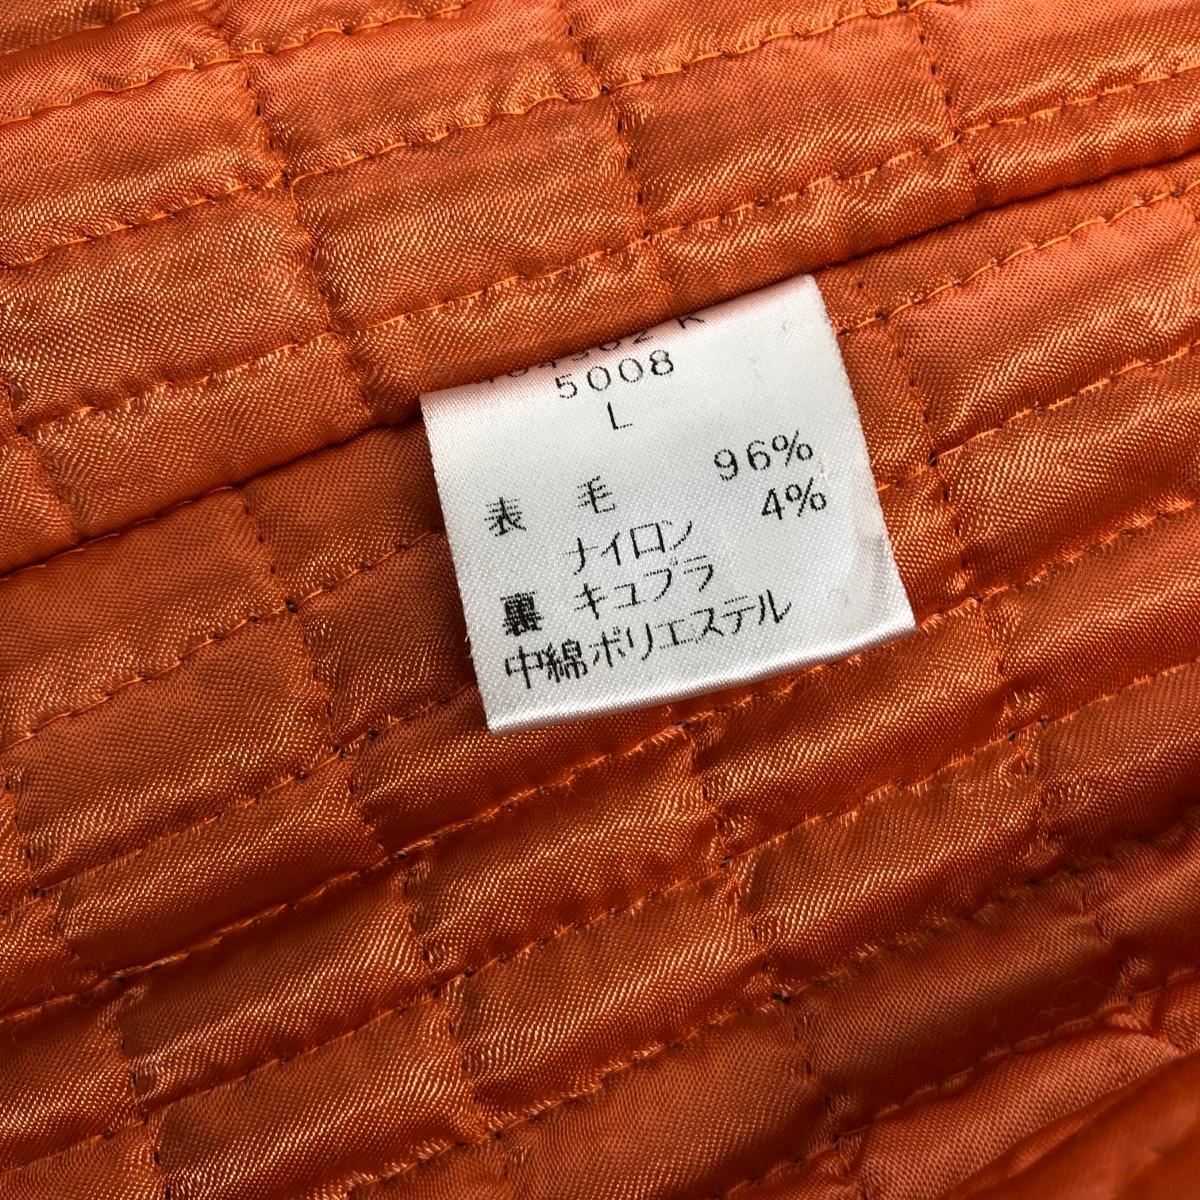 5008
L
表 毛 96%
ナイロン 4%
裏 キュプラ
中綿ポリエステル